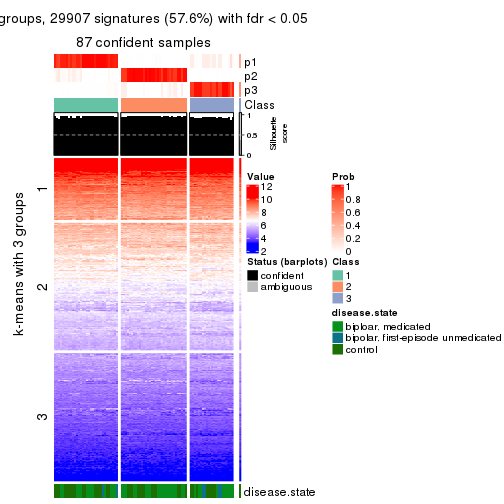 groups, 29907 signatures (57.6%) with fdr < 0.05
87 confident samples
p1
p2
p3
Class
1
0.5
0
Silhouette
score
k-means with 3 groups
1
2
3
disease.state
Value
12
10
8
6
4
2
Prob
1
0.8
0.6
0.4
0.2
0
Status (barplots)
confident
ambiguous
Class
1
2
3
disease.state
biploar. medicated
bipolar. first-episode unmedicated
control